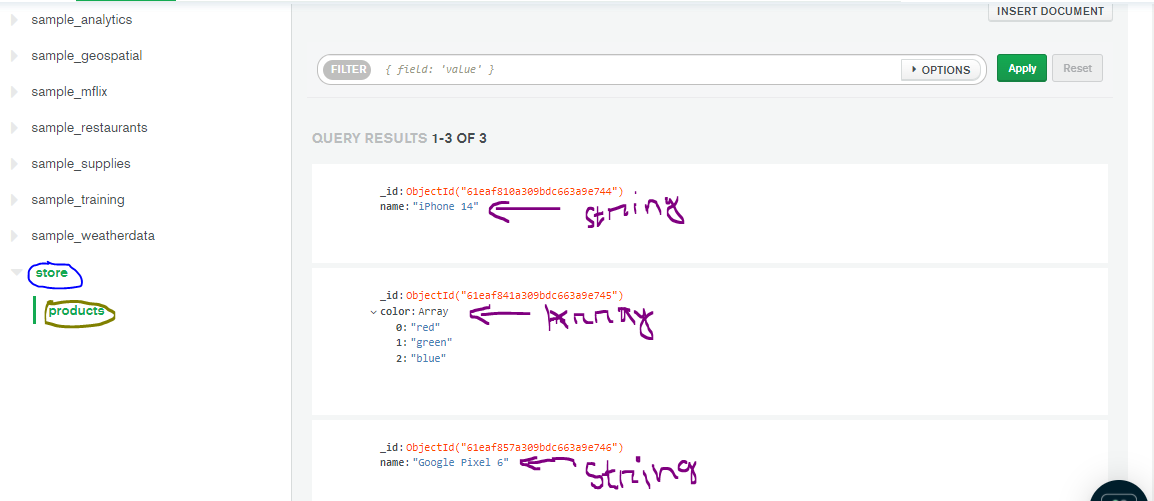 sample_analytics
sample_geospatial
sample_mflix
sample_restaurants
sample_supplies
sample_training
sample_weatherdata
store
products
INSERT DOCUMENT
FILTER { field: 'value' } OPTIONS Apply Reset
QUERY RESULTS 1-3 OF 3
_id: ObjectId("61eaf810a309bdc663a9e744")
name: "iPhone 14" string
_id: ObjectId("61eaf841a309bdc663a9e745")
color: Array Array
0: "red"
1: "green"
2: "blue"
_id: ObjectId("61eaf857a309bdc663a9e746")
name: "Google Pixel 6" string